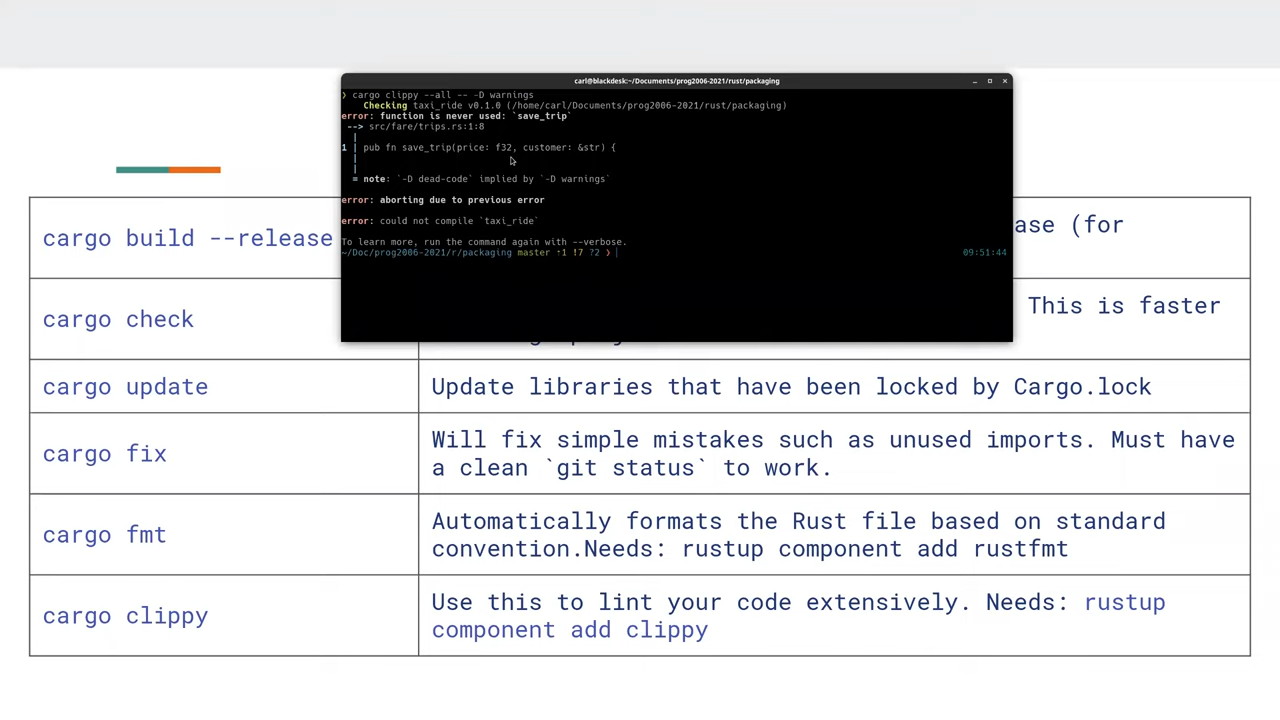 carl@blackdesk:~/Documents/prog2006-2021/rust/packaging
❯ cargo clippy --all -- -D warnings
Checking taxi_ride v0.1.0 (/home/carl/Documents/prog2006-2021/rust/packaging)
error: function is never used: `save_trip`
--> src/fare/trips.rs:1:8
|
1 | pub fn save_trip(price: f32, customer: &str) {
|
|
= note: `-D dead-code` implied by `-D warnings`
error: aborting due to previous error
error: could not compile `taxi_ride`
To learn more, run the command again with --verbose.
~/Doc/prog2006-2021/r/packaging master ⇡1 !7 ?2 ❯ 09:51:44
cargo build --release
ase (for
cargo check
This is faster
cargo update
Update libraries that have been locked by Cargo.lock
cargo fix
Will fix simple mistakes such as unused imports. Must have
a clean `git status` to work.
cargo fmt
Automatically formats the Rust file based on standard
convention.Needs: rustup component add rustfmt
cargo clippy
Use this to lint your code extensively. Needs: rustup
component add clippy